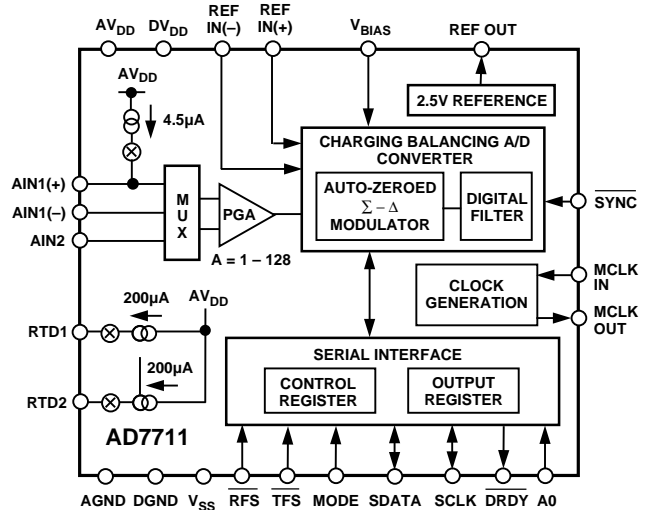 AVDD DVDD REF IN(–) REF IN(+) VBIAS REF OUT
AVDD
4.5µA
2.5V REFERENCE
CHARGING BALANCING A/D
CONVERTER
AUTO-ZEROED
Σ – Δ
MODULATOR
DIGITAL
FILTER
AIN1(+)
AIN1(–)
AIN2
MUX
PGA
A = 1 – 128
SYNC
MCLK
IN
MCLK
OUT
CLOCK
GENERATION
AVDD
200µA
RTD1
200µA
RTD2
SERIAL INTERFACE
CONTROL
REGISTER
OUTPUT
REGISTER
AD7711
AGND DGND VSS RFS TFS MODE SDATA SCLK DRDY A0